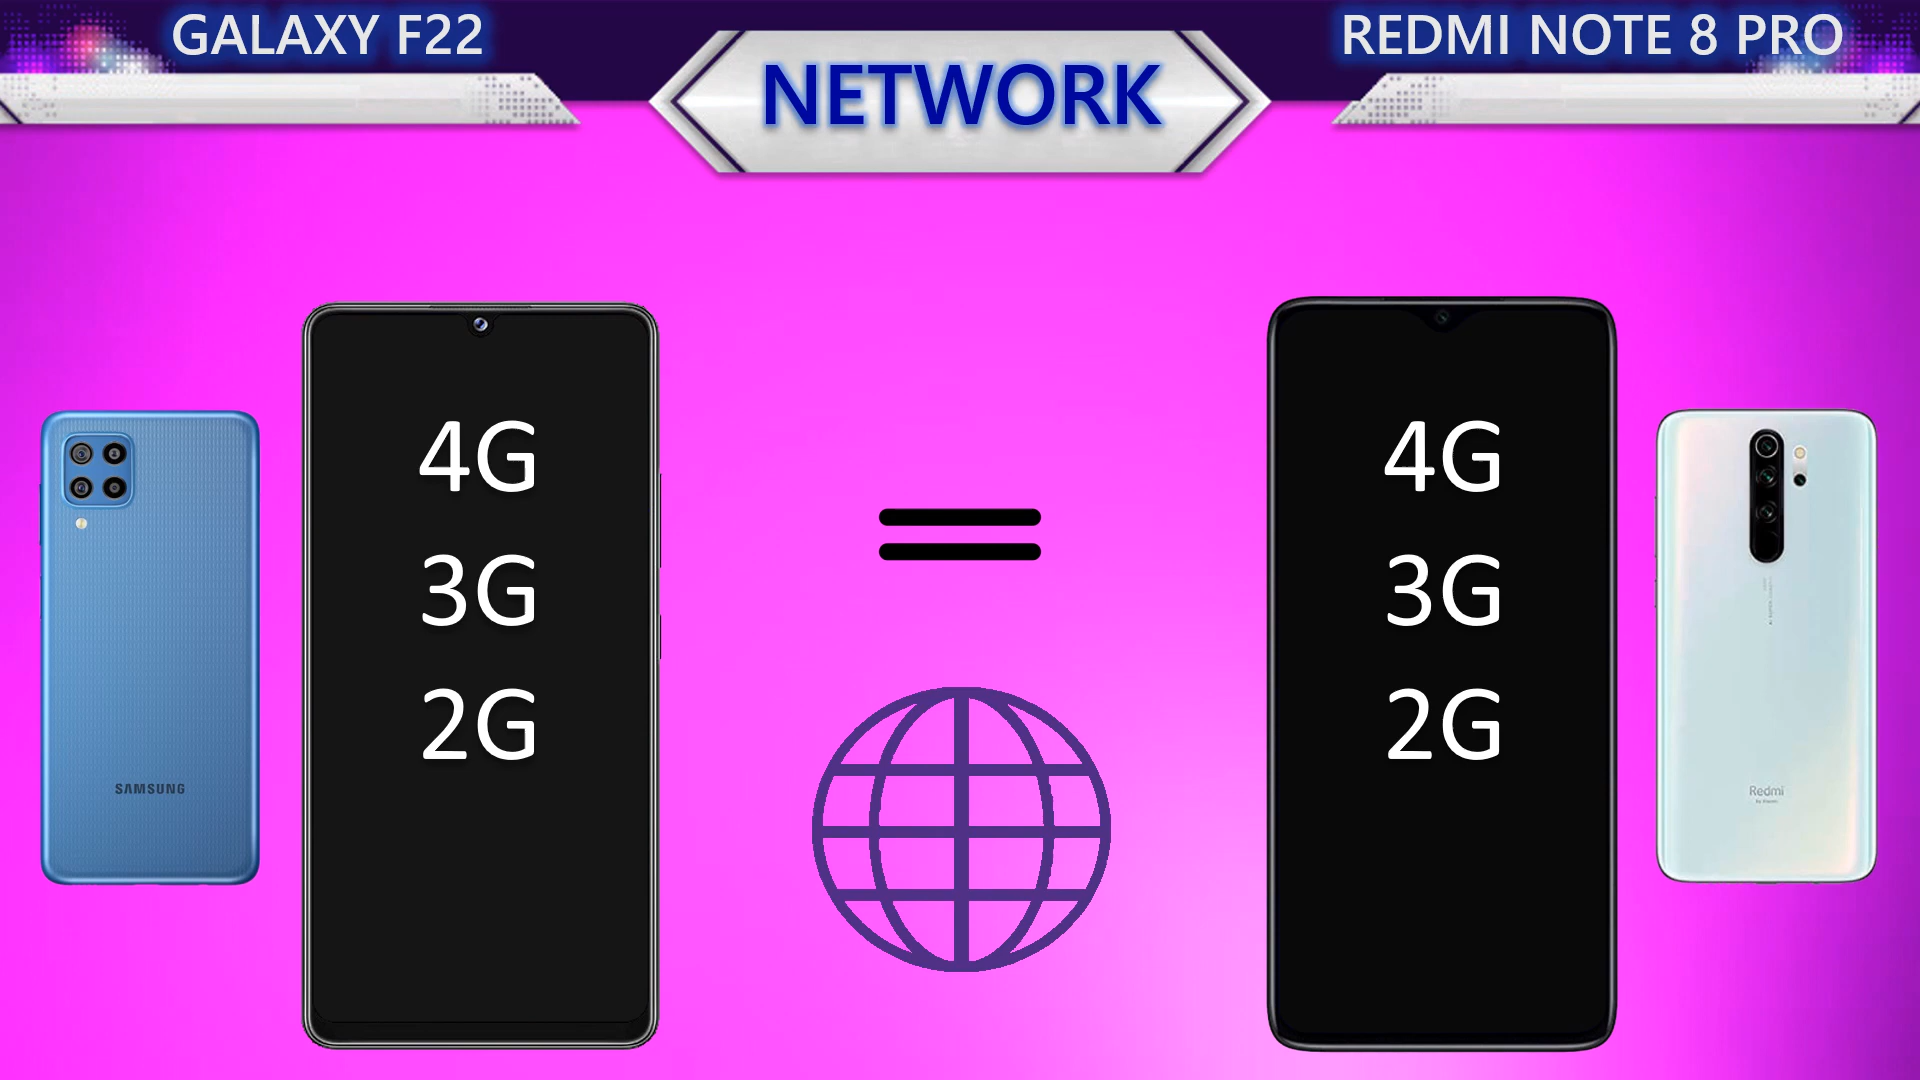 GALAXY F22
NETWORK
REDMI NOTE 8 PRO
4G
3G
2G
4G
3G
2G
SAMSUNG
Redmi